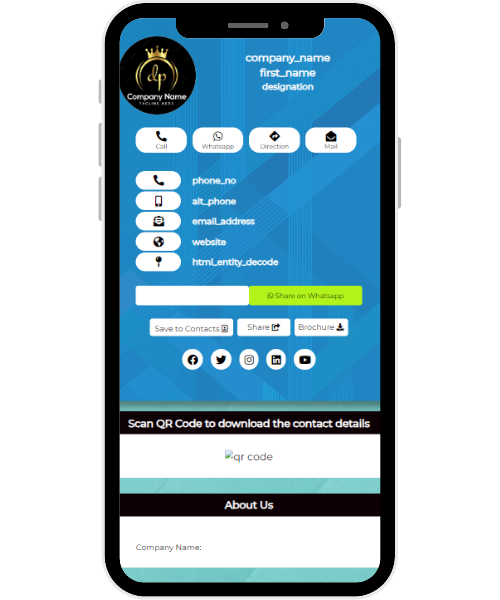 dp
Company Name
TAGLINE HERE
company_name
first_name
designation
Call
Whatsapp
Direction
Mail
phone_no
alt_phone
email_address
website
html_entity_decode
Share on Whatsapp
Save to Contacts
Share
Brochure
Scan QR Code to download the contact details
qr code
About Us
Company Name: